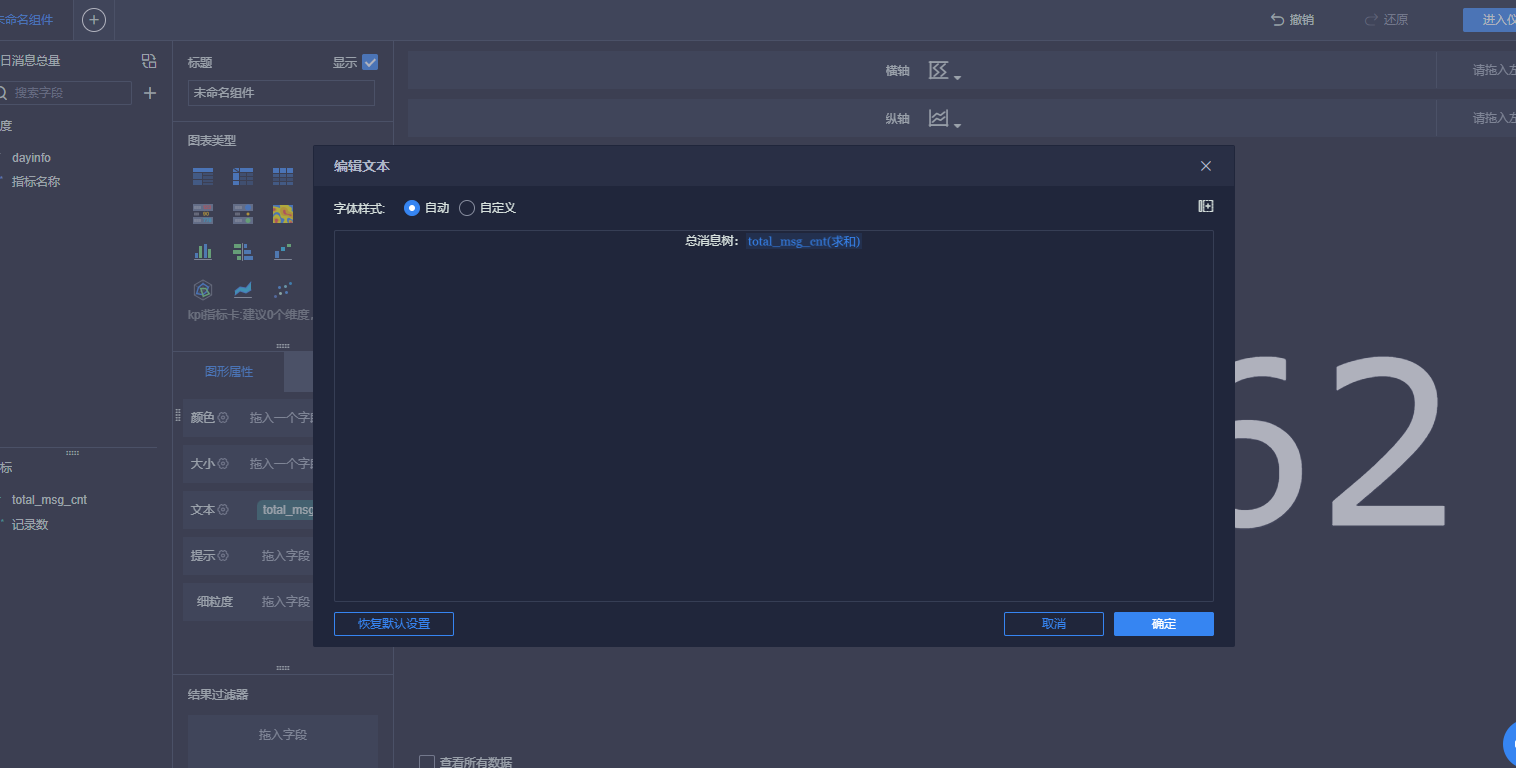 未命名组件
撤销
还原
进入仪
日消息总量
搜索字段
度
dayinfo
指标名称
标
total_msg_cnt
记录数
标题
显示
未命名组件
图表类型
kpi指标卡:建议0个维度,
图形属性
颜色
拖入一个字
大小
拖入一个字
文本
total_msg
提示
拖入字段
细粒度
拖入字段
结果过滤器
拖入字段
横轴
请拖入左
纵轴
请拖入左
编辑文本
字体样式:
自动
自定义
总消息树: total_msg_cnt(求和)
恢复默认设置
取消
确定
62
查看所有数据